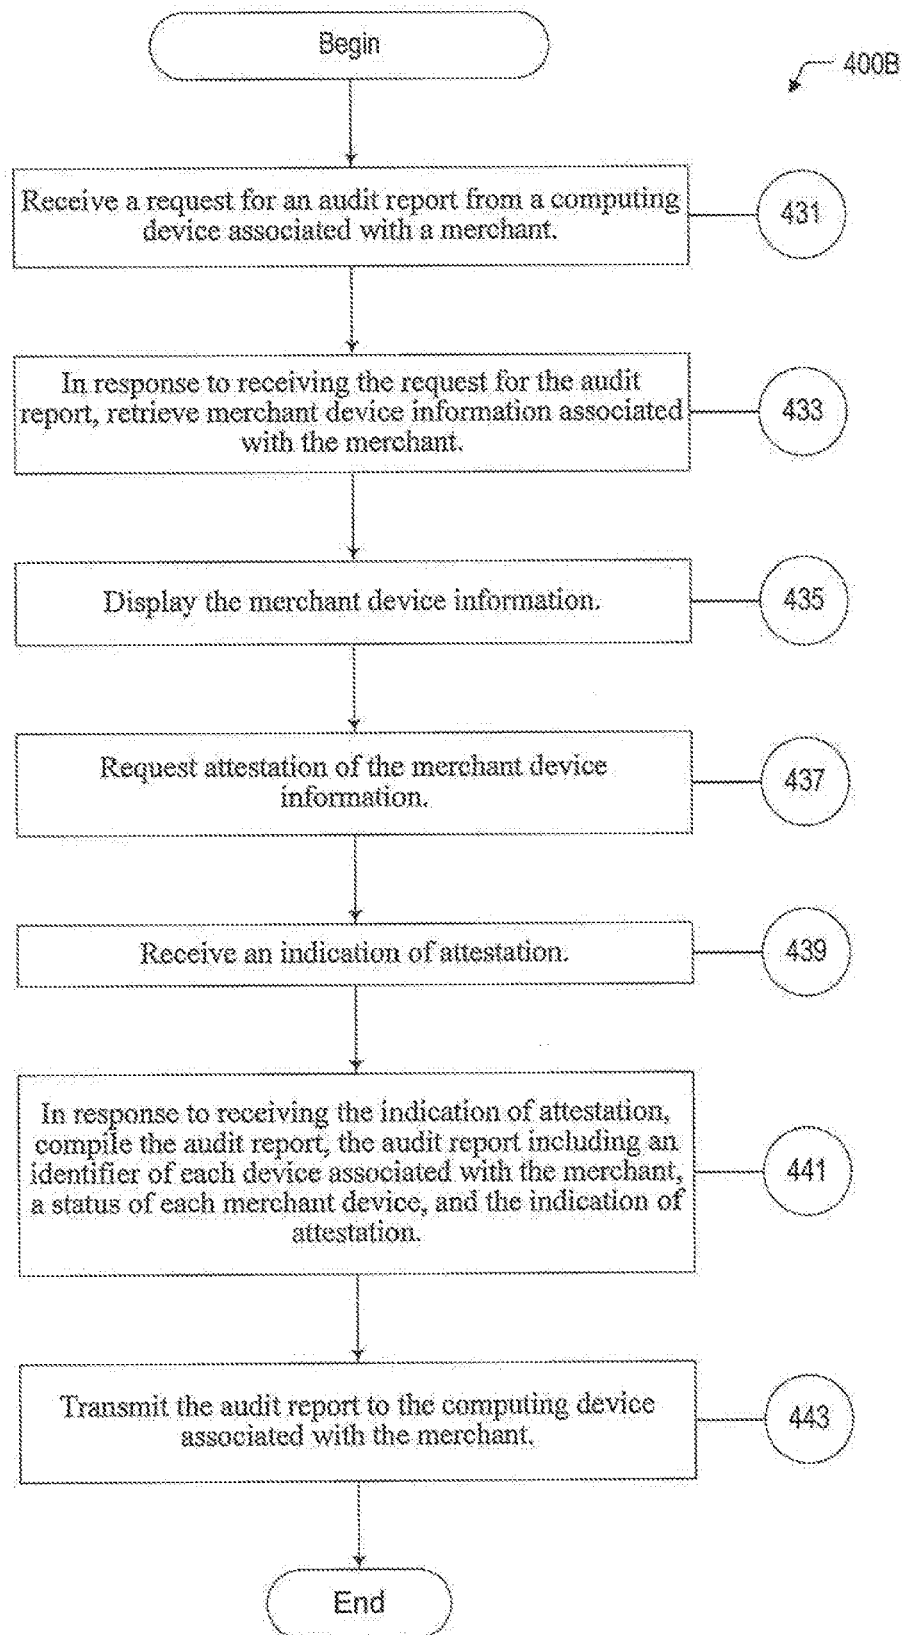 Begin
400B
Receive a request for an audit report from a computing
device associated with a merchant.
431
In response to receiving the request for the audit
report, retrieve merchant device information associated
with the merchant.
433
Display the merchant device information.
435
Request attestation of the merchant device
information.
437
Receive an indication of attestation.
439
In response to receiving the indication of attestation,
compile the audit report, the audit report including an
identifier of each device associated with the merchant,
a status of each merchant device, and the indication of
attestation.
441
Transmit the audit report to the computing device
associated with the merchant.
443
End